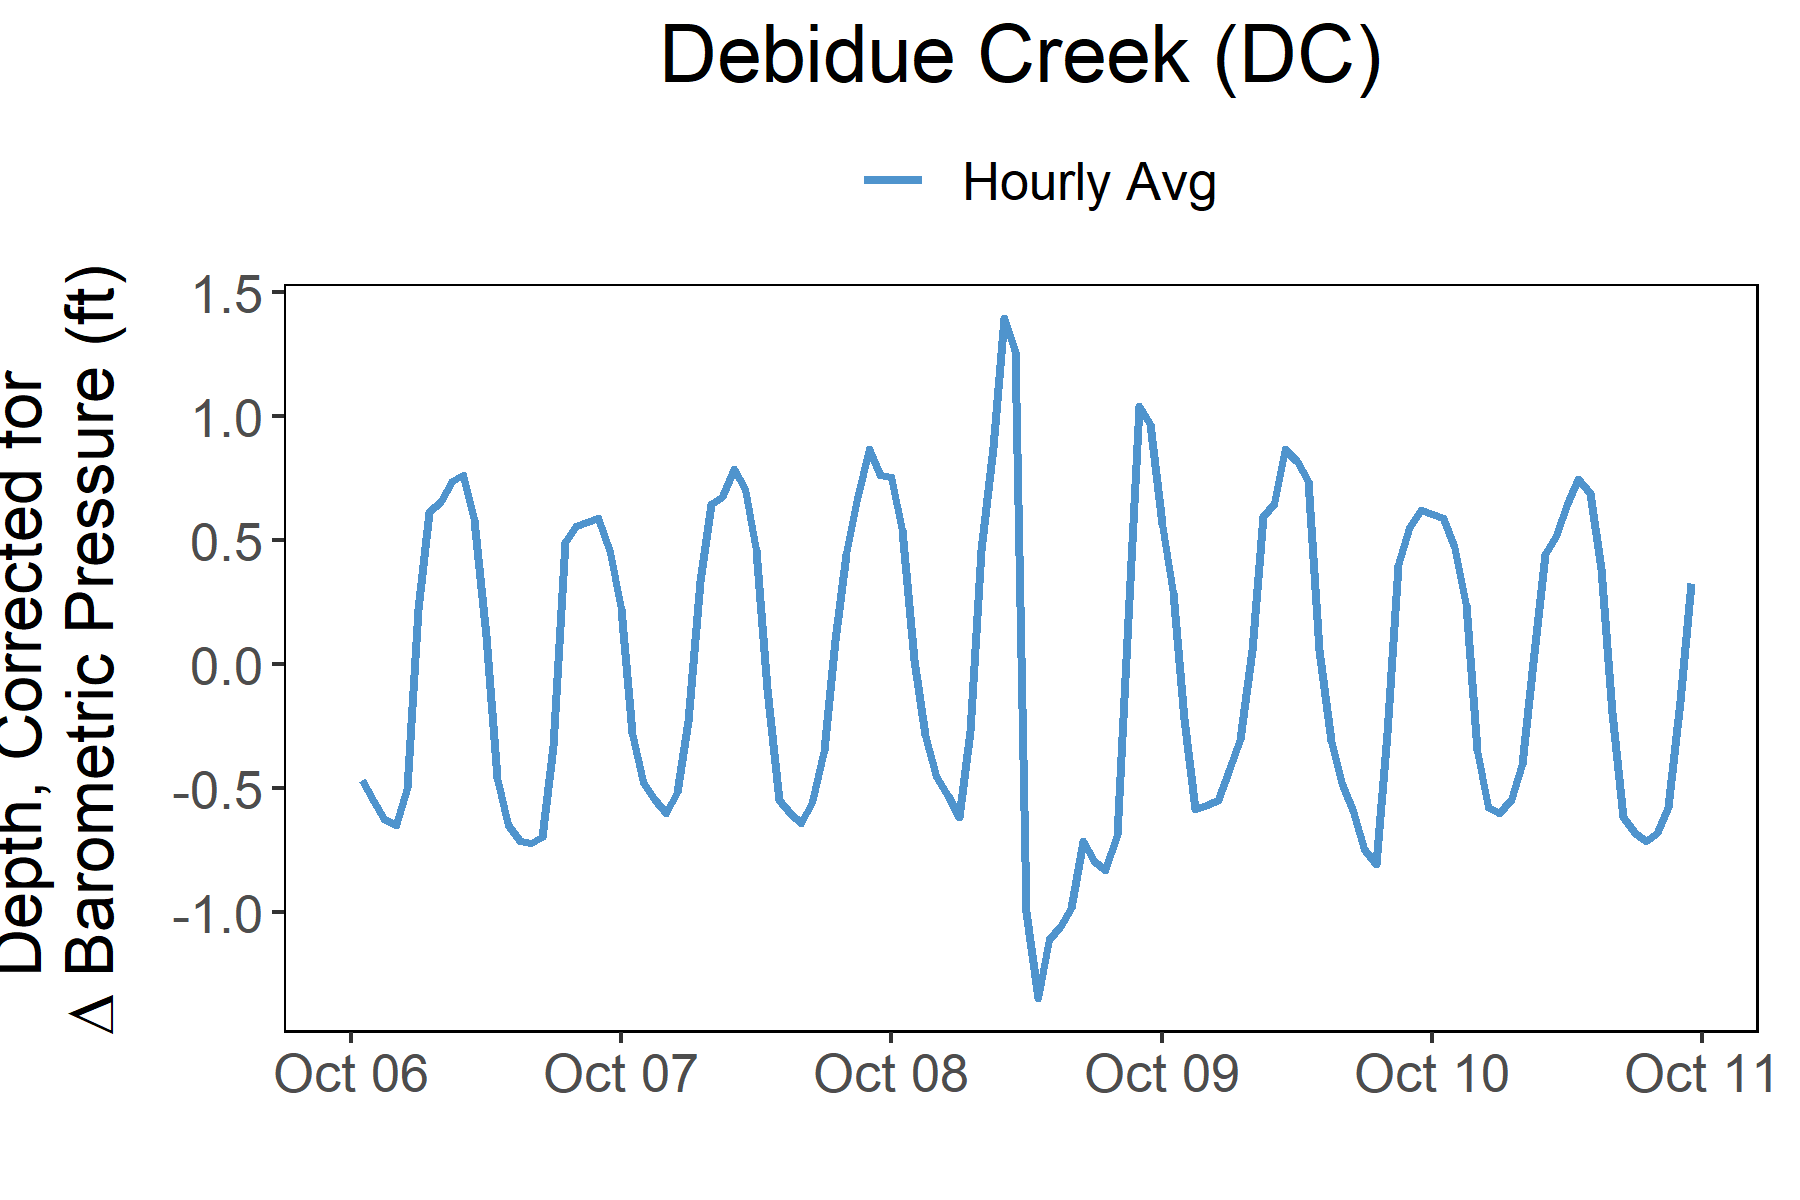 Debidue Creek (DC)
Hourly Avg
Depth, Corrected for
Δ Barometric Pressure (ft)
1.5
1.0
0.5
0.0
-0.5
-1.0
Oct 06 Oct 07 Oct 08 Oct 09 Oct 10 Oct 11